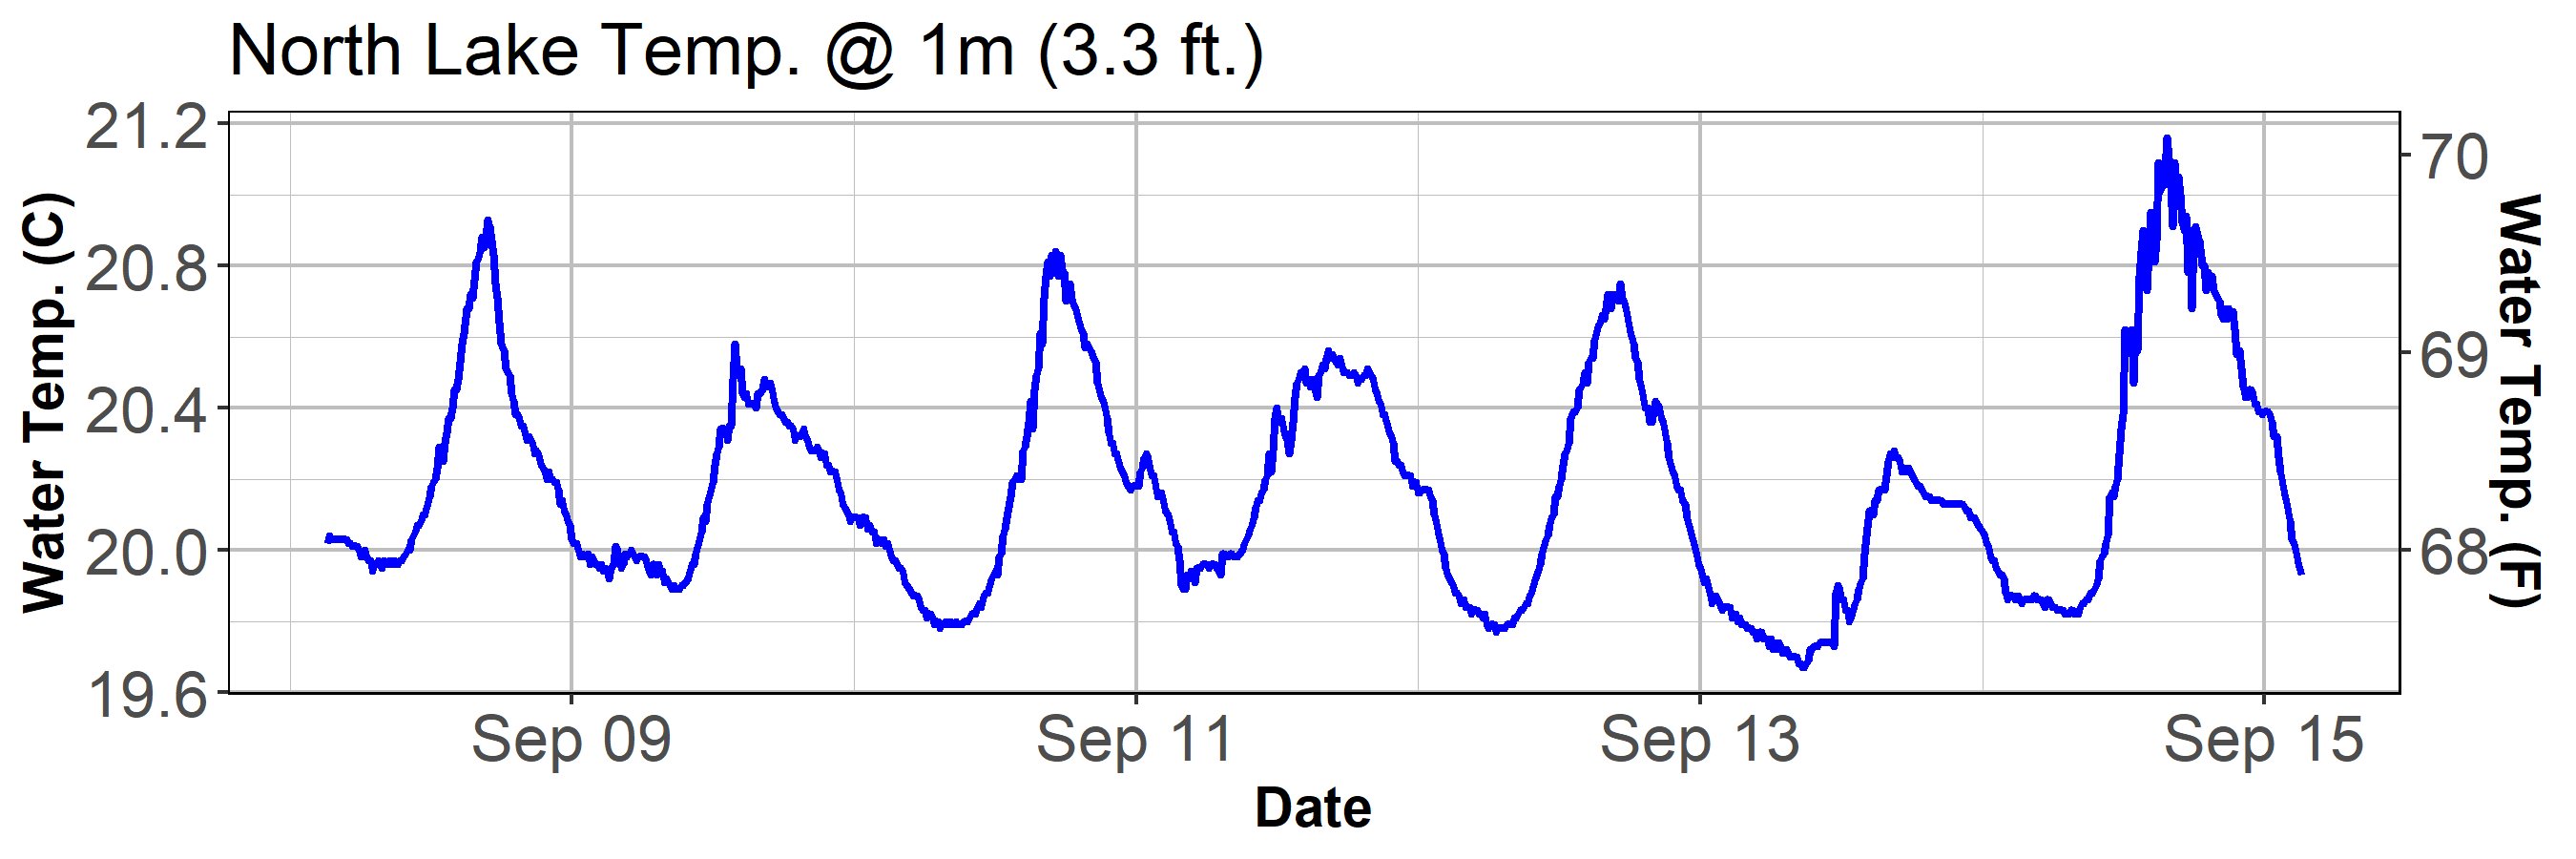 North Lake Temp. @ 1m (3.3 ft.)
Water Temp. (C)
21.2
20.8
20.4
20.0
19.6
70
69
68
Water Temp. (F)
Sep 09 Sep 11 Sep 13 Sep 15
Date